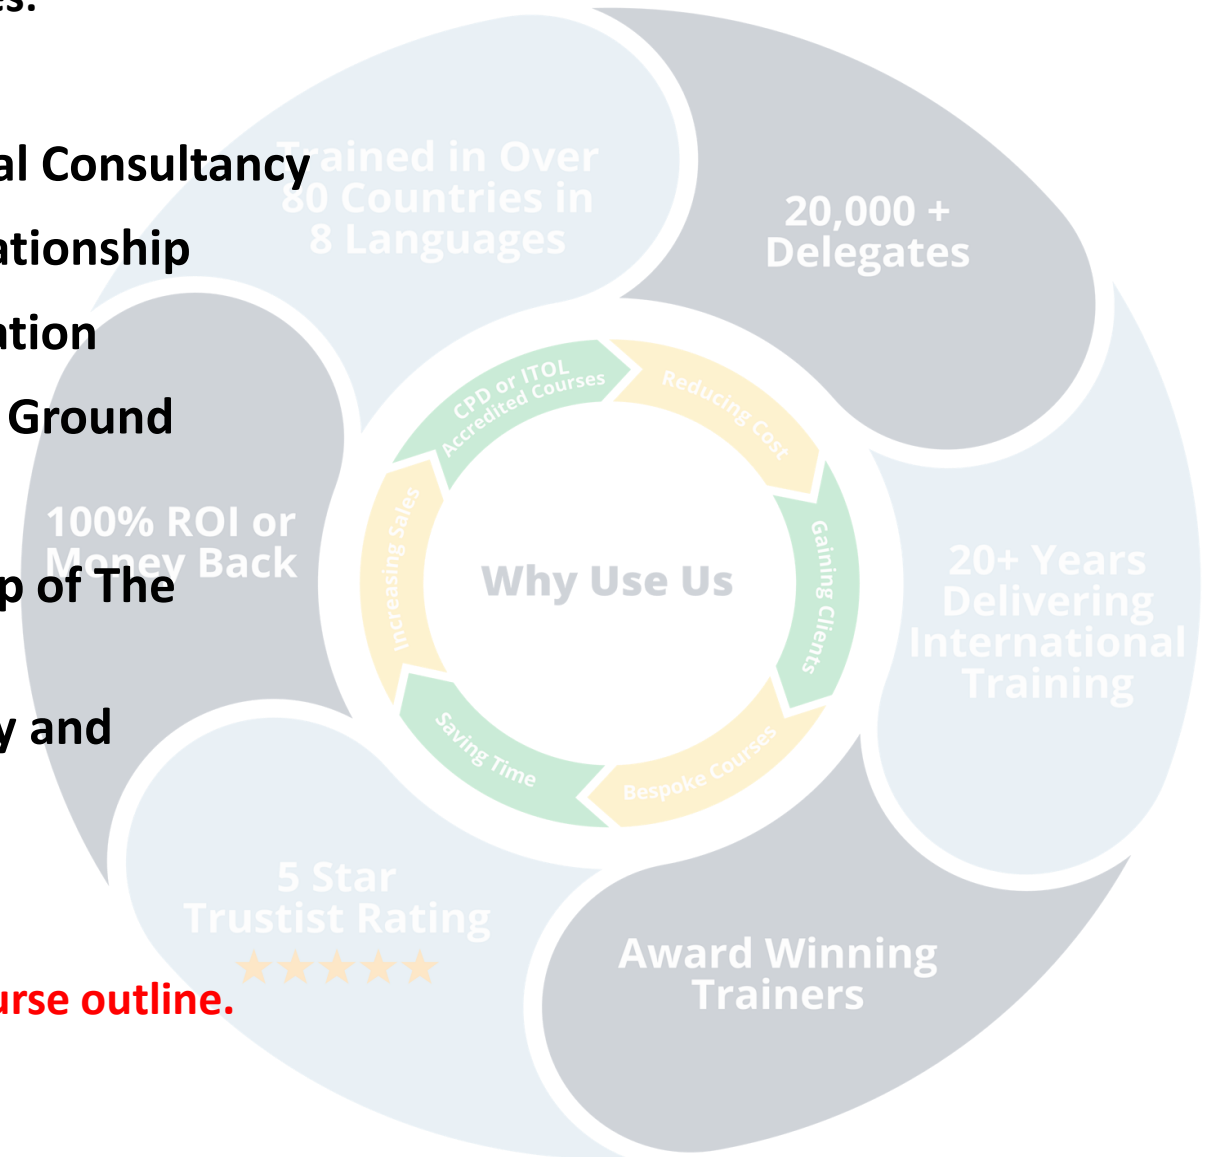 es:
al Consultancy
ationship
ation
Ground
p of The
y and
urse outline.
Trained in Over
80 Countries in
8 Languages
20,000 +
Delegates
20+ Years
Delivering
International
Training
Award Winning
Trainers
5 Star
Trustist Rating
100% ROI or
Money Back
CPD or ITOL
Accredited Courses
Reducing Cost
Gaining Clients
Bespoke Courses
Saving Time
Increasing Sales
Why Use Us